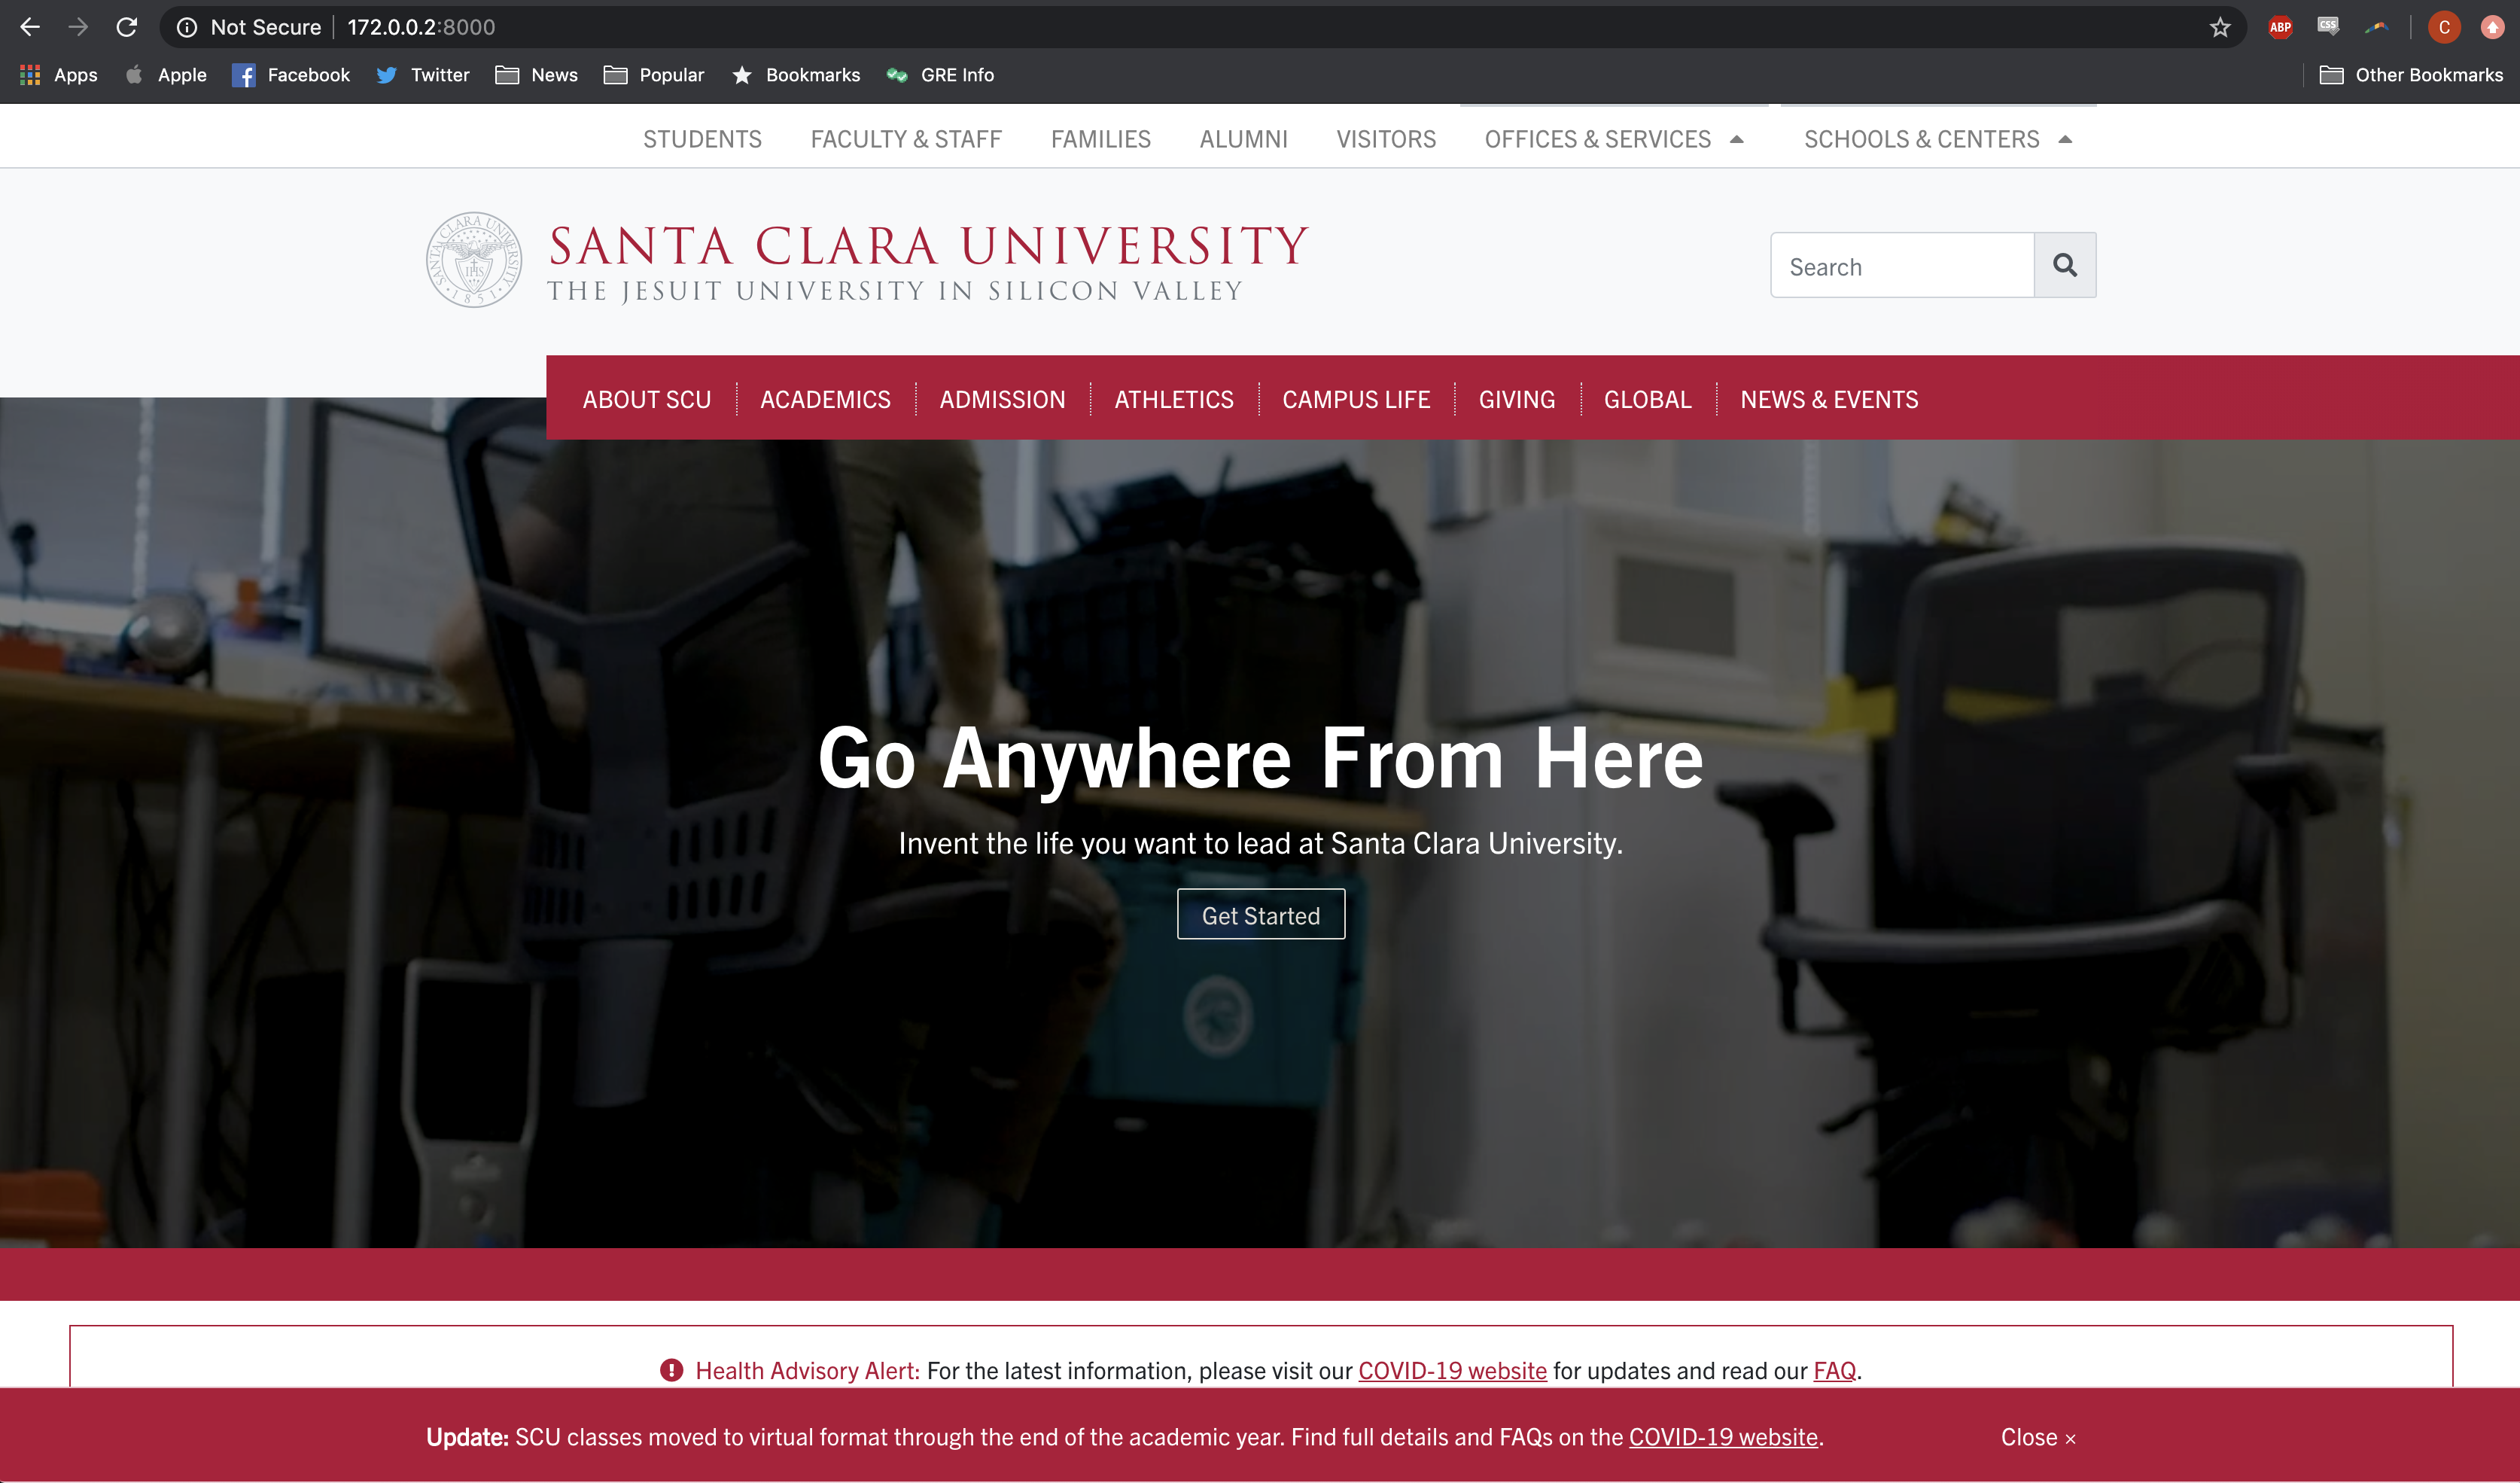 Not Secure 172.0.0.2:8000 ABP CSS C
Apps Apple Facebook Twitter News Popular Bookmarks GRE Info Other Bookmarks
STUDENTS FACULTY & STAFF FAMILIES ALUMNI VISITORS OFFICES & SERVICES SCHOOLS & CENTERS
SANTA CLARA UNIVERSITY
THE JESUIT UNIVERSITY IN SILICON VALLEY
SANTA CLARA UNIVERSITY
IHS
1851
Search
ABOUT SCU ACADEMICS ADMISSION ATHLETICS CAMPUS LIFE GIVING GLOBAL NEWS & EVENTS
Go Anywhere From Here
Invent the life you want to lead at Santa Clara University.
Get Started
Health Advisory Alert: For the latest information, please visit our COVID-19 website for updates and read our FAQ.
Update: SCU classes moved to virtual format through the end of the academic year. Find full details and FAQs on the COVID-19 website. Close ×